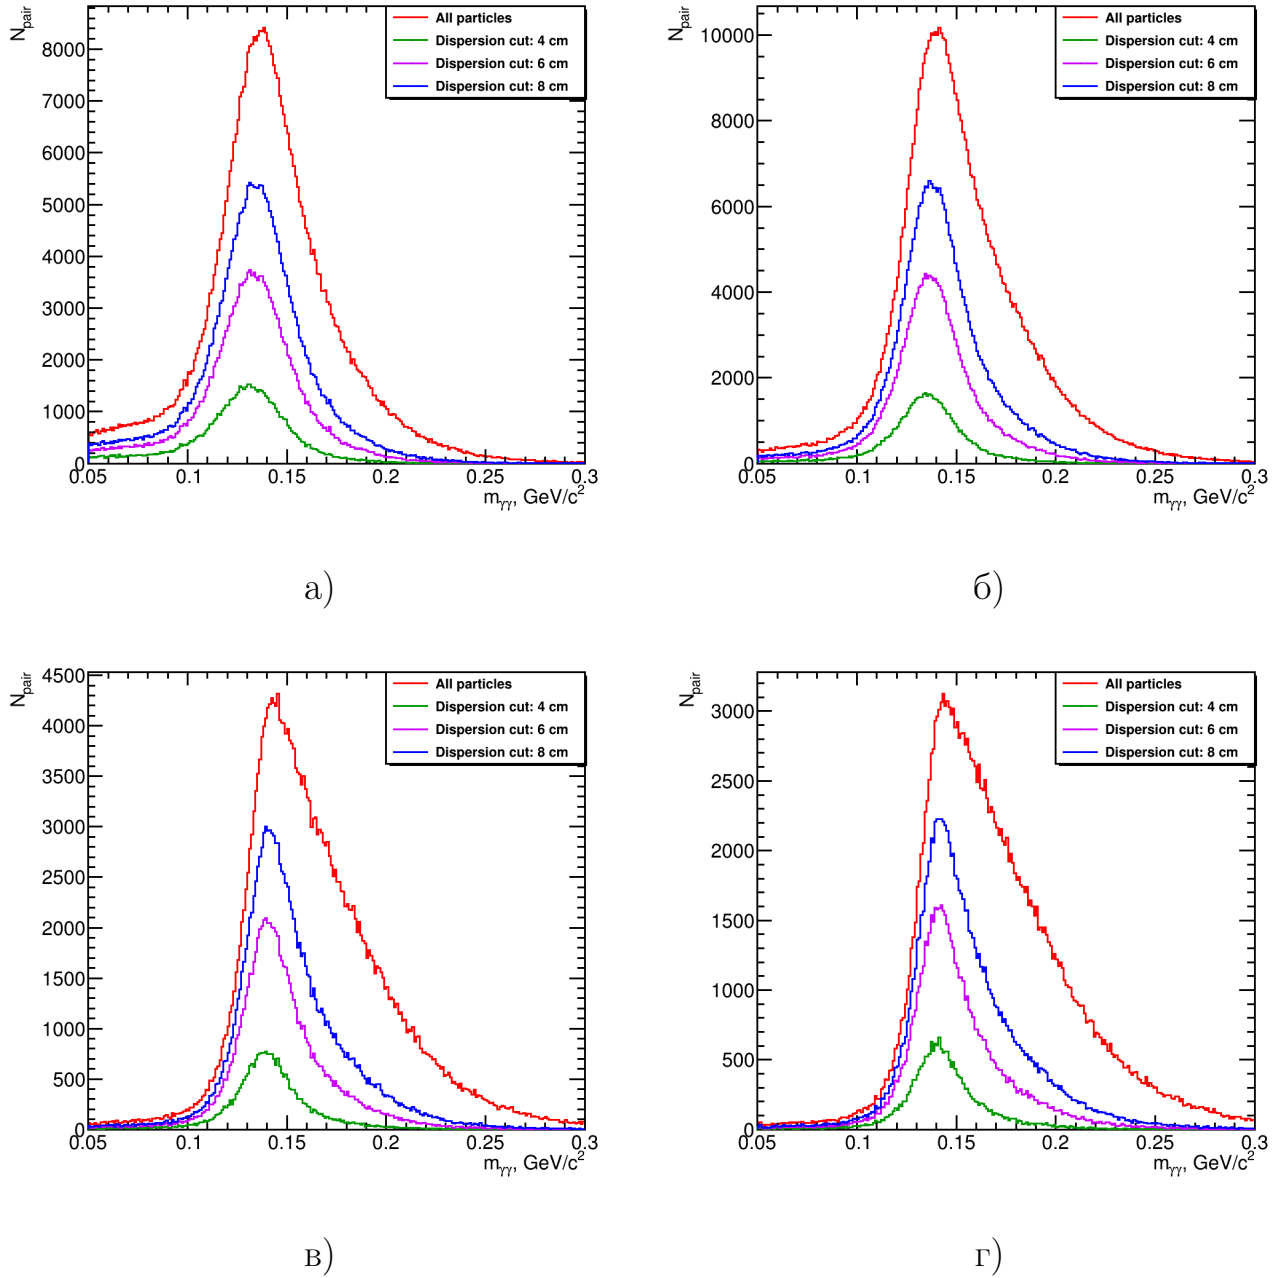 N_pair
All particles
Dispersion cut: 4 cm
Dispersion cut: 6 cm
Dispersion cut: 8 cm
8000
7000
6000
5000
4000
3000
2000
1000
0
0.05 0.1 0.15 0.2 0.25 0.3
m_γγ, GeV/c²
а)
N_pair
All particles
Dispersion cut: 4 cm
Dispersion cut: 6 cm
Dispersion cut: 8 cm
10000
8000
6000
4000
2000
0
0.05 0.1 0.15 0.2 0.25 0.3
m_γγ, GeV/c²
б)
N_pair
All particles
Dispersion cut: 4 cm
Dispersion cut: 6 cm
Dispersion cut: 8 cm
4500
4000
3500
3000
2500
2000
1500
1000
500
0
0.05 0.1 0.15 0.2 0.25 0.3
m_γγ, GeV/c²
в)
N_pair
All particles
Dispersion cut: 4 cm
Dispersion cut: 6 cm
Dispersion cut: 8 cm
3000
2500
2000
1500
1000
500
0
0.05 0.1 0.15 0.2 0.25 0.3
m_γγ, GeV/c²
г)